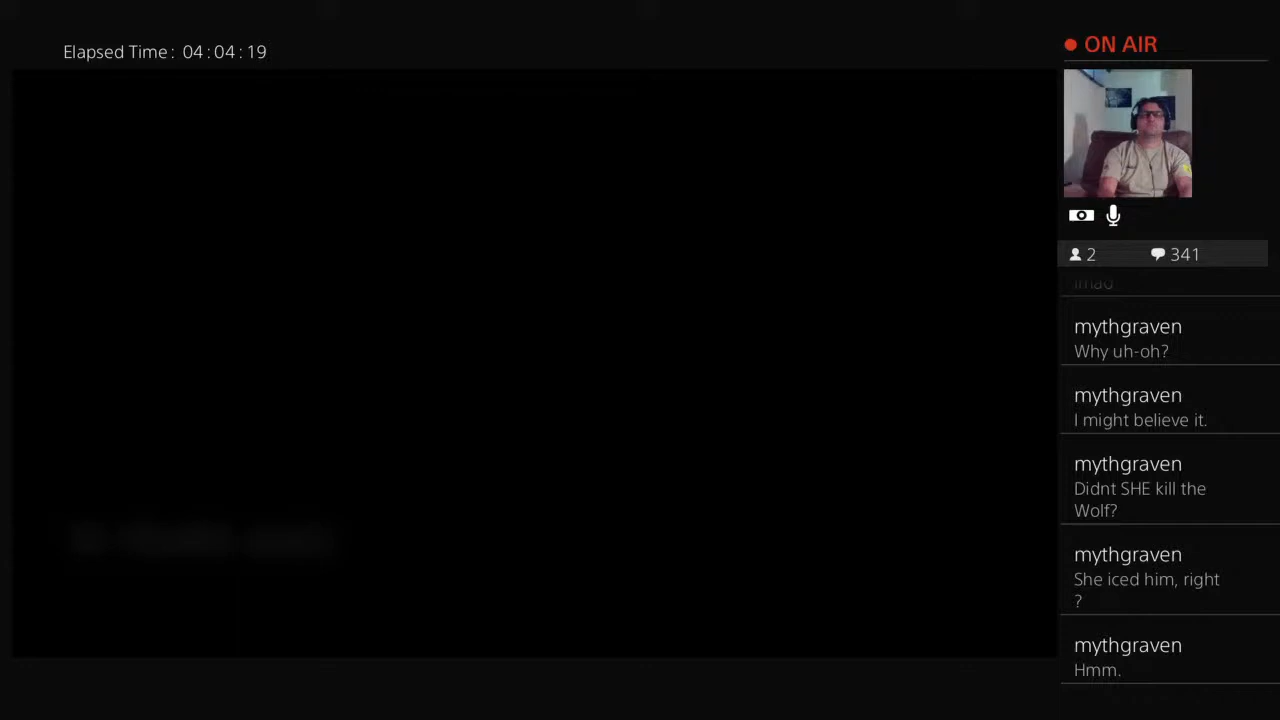 Elapsed Time: 04:04:19
ON AIR
2 341
lmao
mythgraven
Why uh-oh?
mythgraven
I might believe it.
mythgraven
Didnt SHE kill the
Wolf?
mythgraven
She iced him, right
?
mythgraven
Hmm.